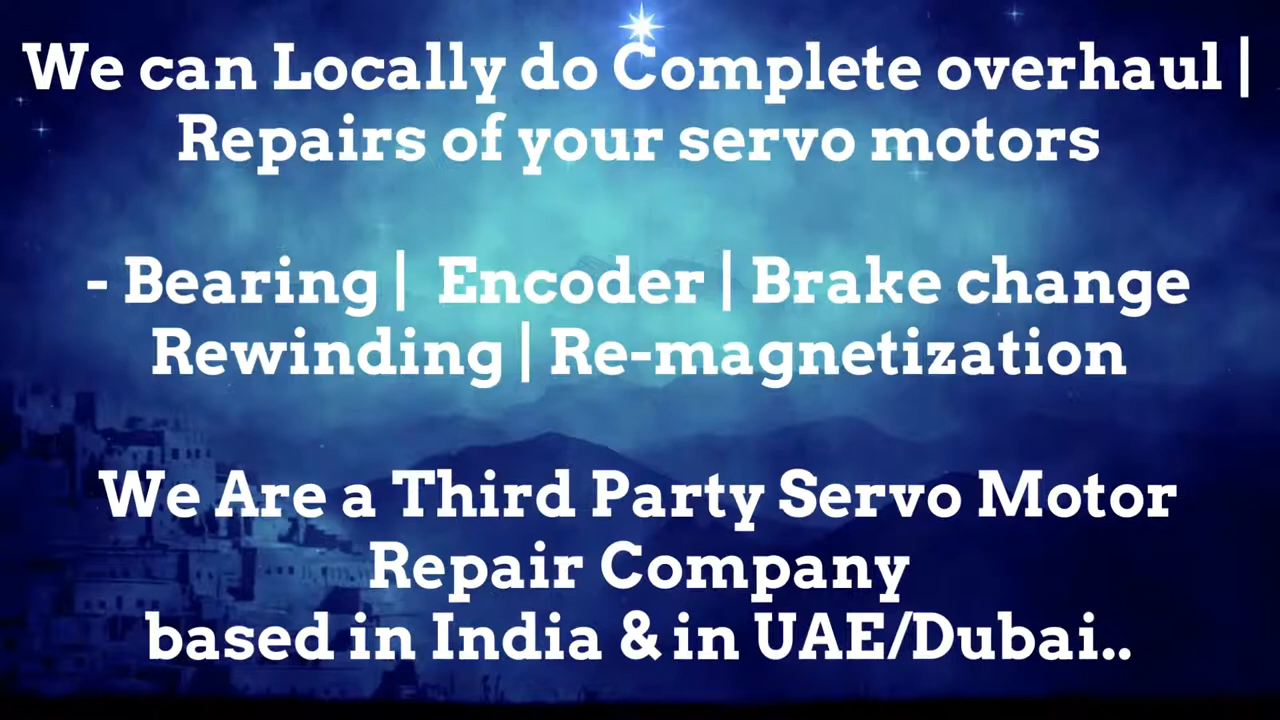 We can Locally do Complete overhaul |
Repairs of your servo motors
- Bearing | Encoder | Brake change
Rewinding | Re-magnetization
We Are a Third Party Servo Motor
Repair Company
based in India & in UAE/Dubai..